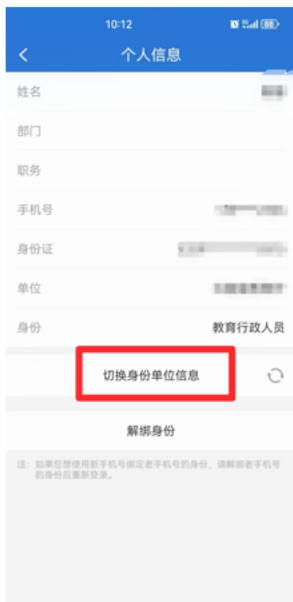 10:12
88
个人信息
姓名
部门
职务
手机号
身份证
单位
身份 教育行政人员
切换身份单位信息
解绑身份
注：如果您想使用新手机号绑定老手机号的身份，请解绑老手机号
的身份后重新登录。